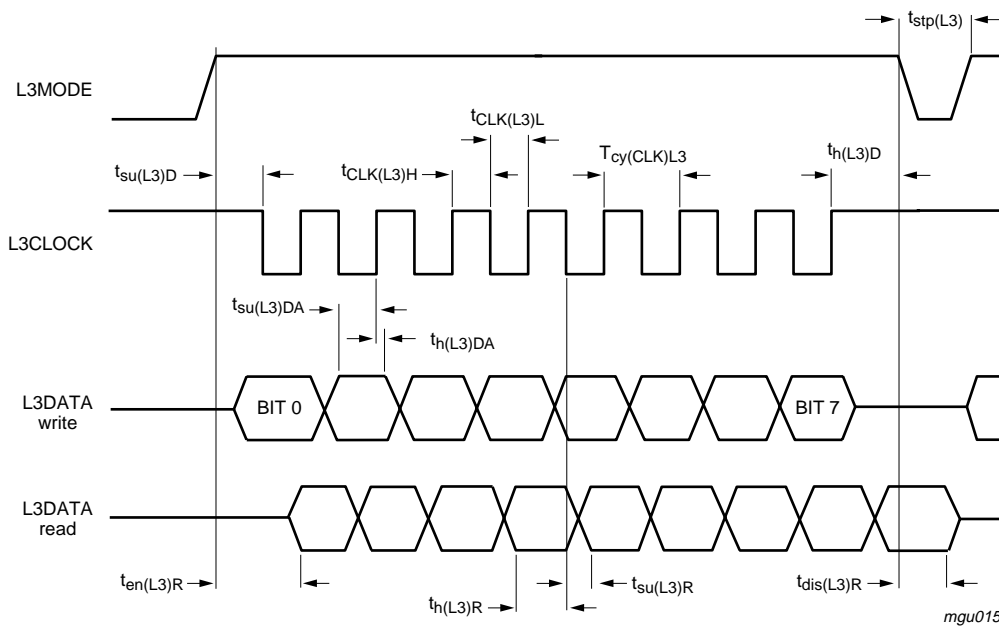 tstp(L3)
L3MODE
tCLK(L3)L
tsu(L3)D
tCLK(L3)H
Tcy(CLK)L3
th(L3)D
L3CLOCK
tsu(L3)DA
th(L3)DA
L3DATA
write
BIT 0
BIT 7
L3DATA
read
ten(L3)R
th(L3)R
tsu(L3)R
tdis(L3)R
mgu015